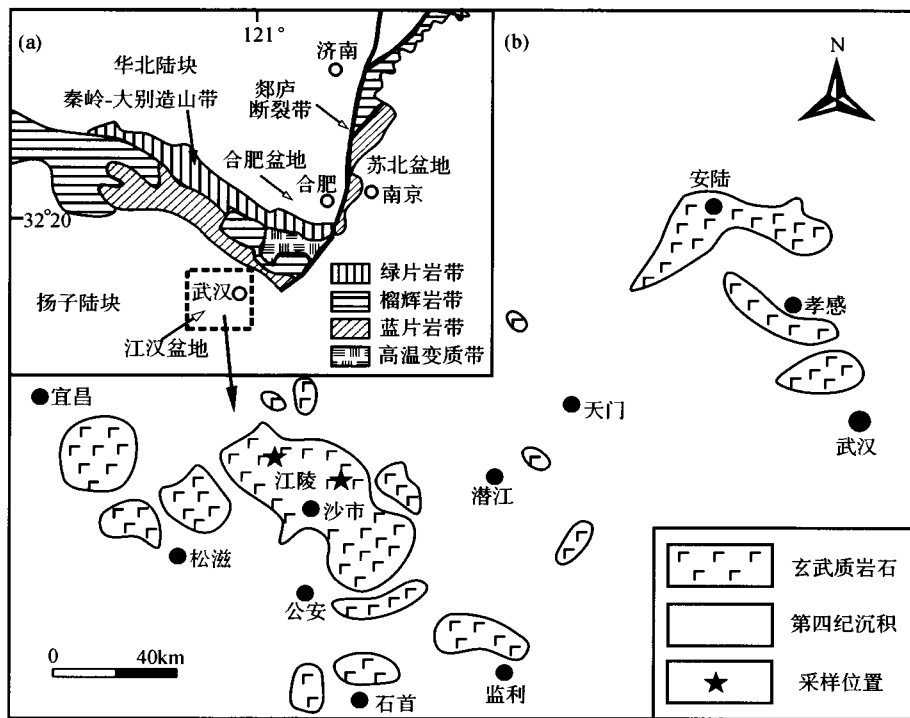 (a)
121°
华北陆块
济南
秦岭-大别造山带
郯庐
断裂带
合肥盆地
苏北盆地
合肥
南京
32°20
扬子陆块
武汉
江汉盆地
绿片岩带
榴辉岩带
蓝片岩带
高温变质带
(b)
N
安陆
孝感
武汉
天门
潜江
宜昌
江陵
沙市
松滋
公安
石首
监利
0 40km
玄武质岩石
第四纪沉积
采样位置